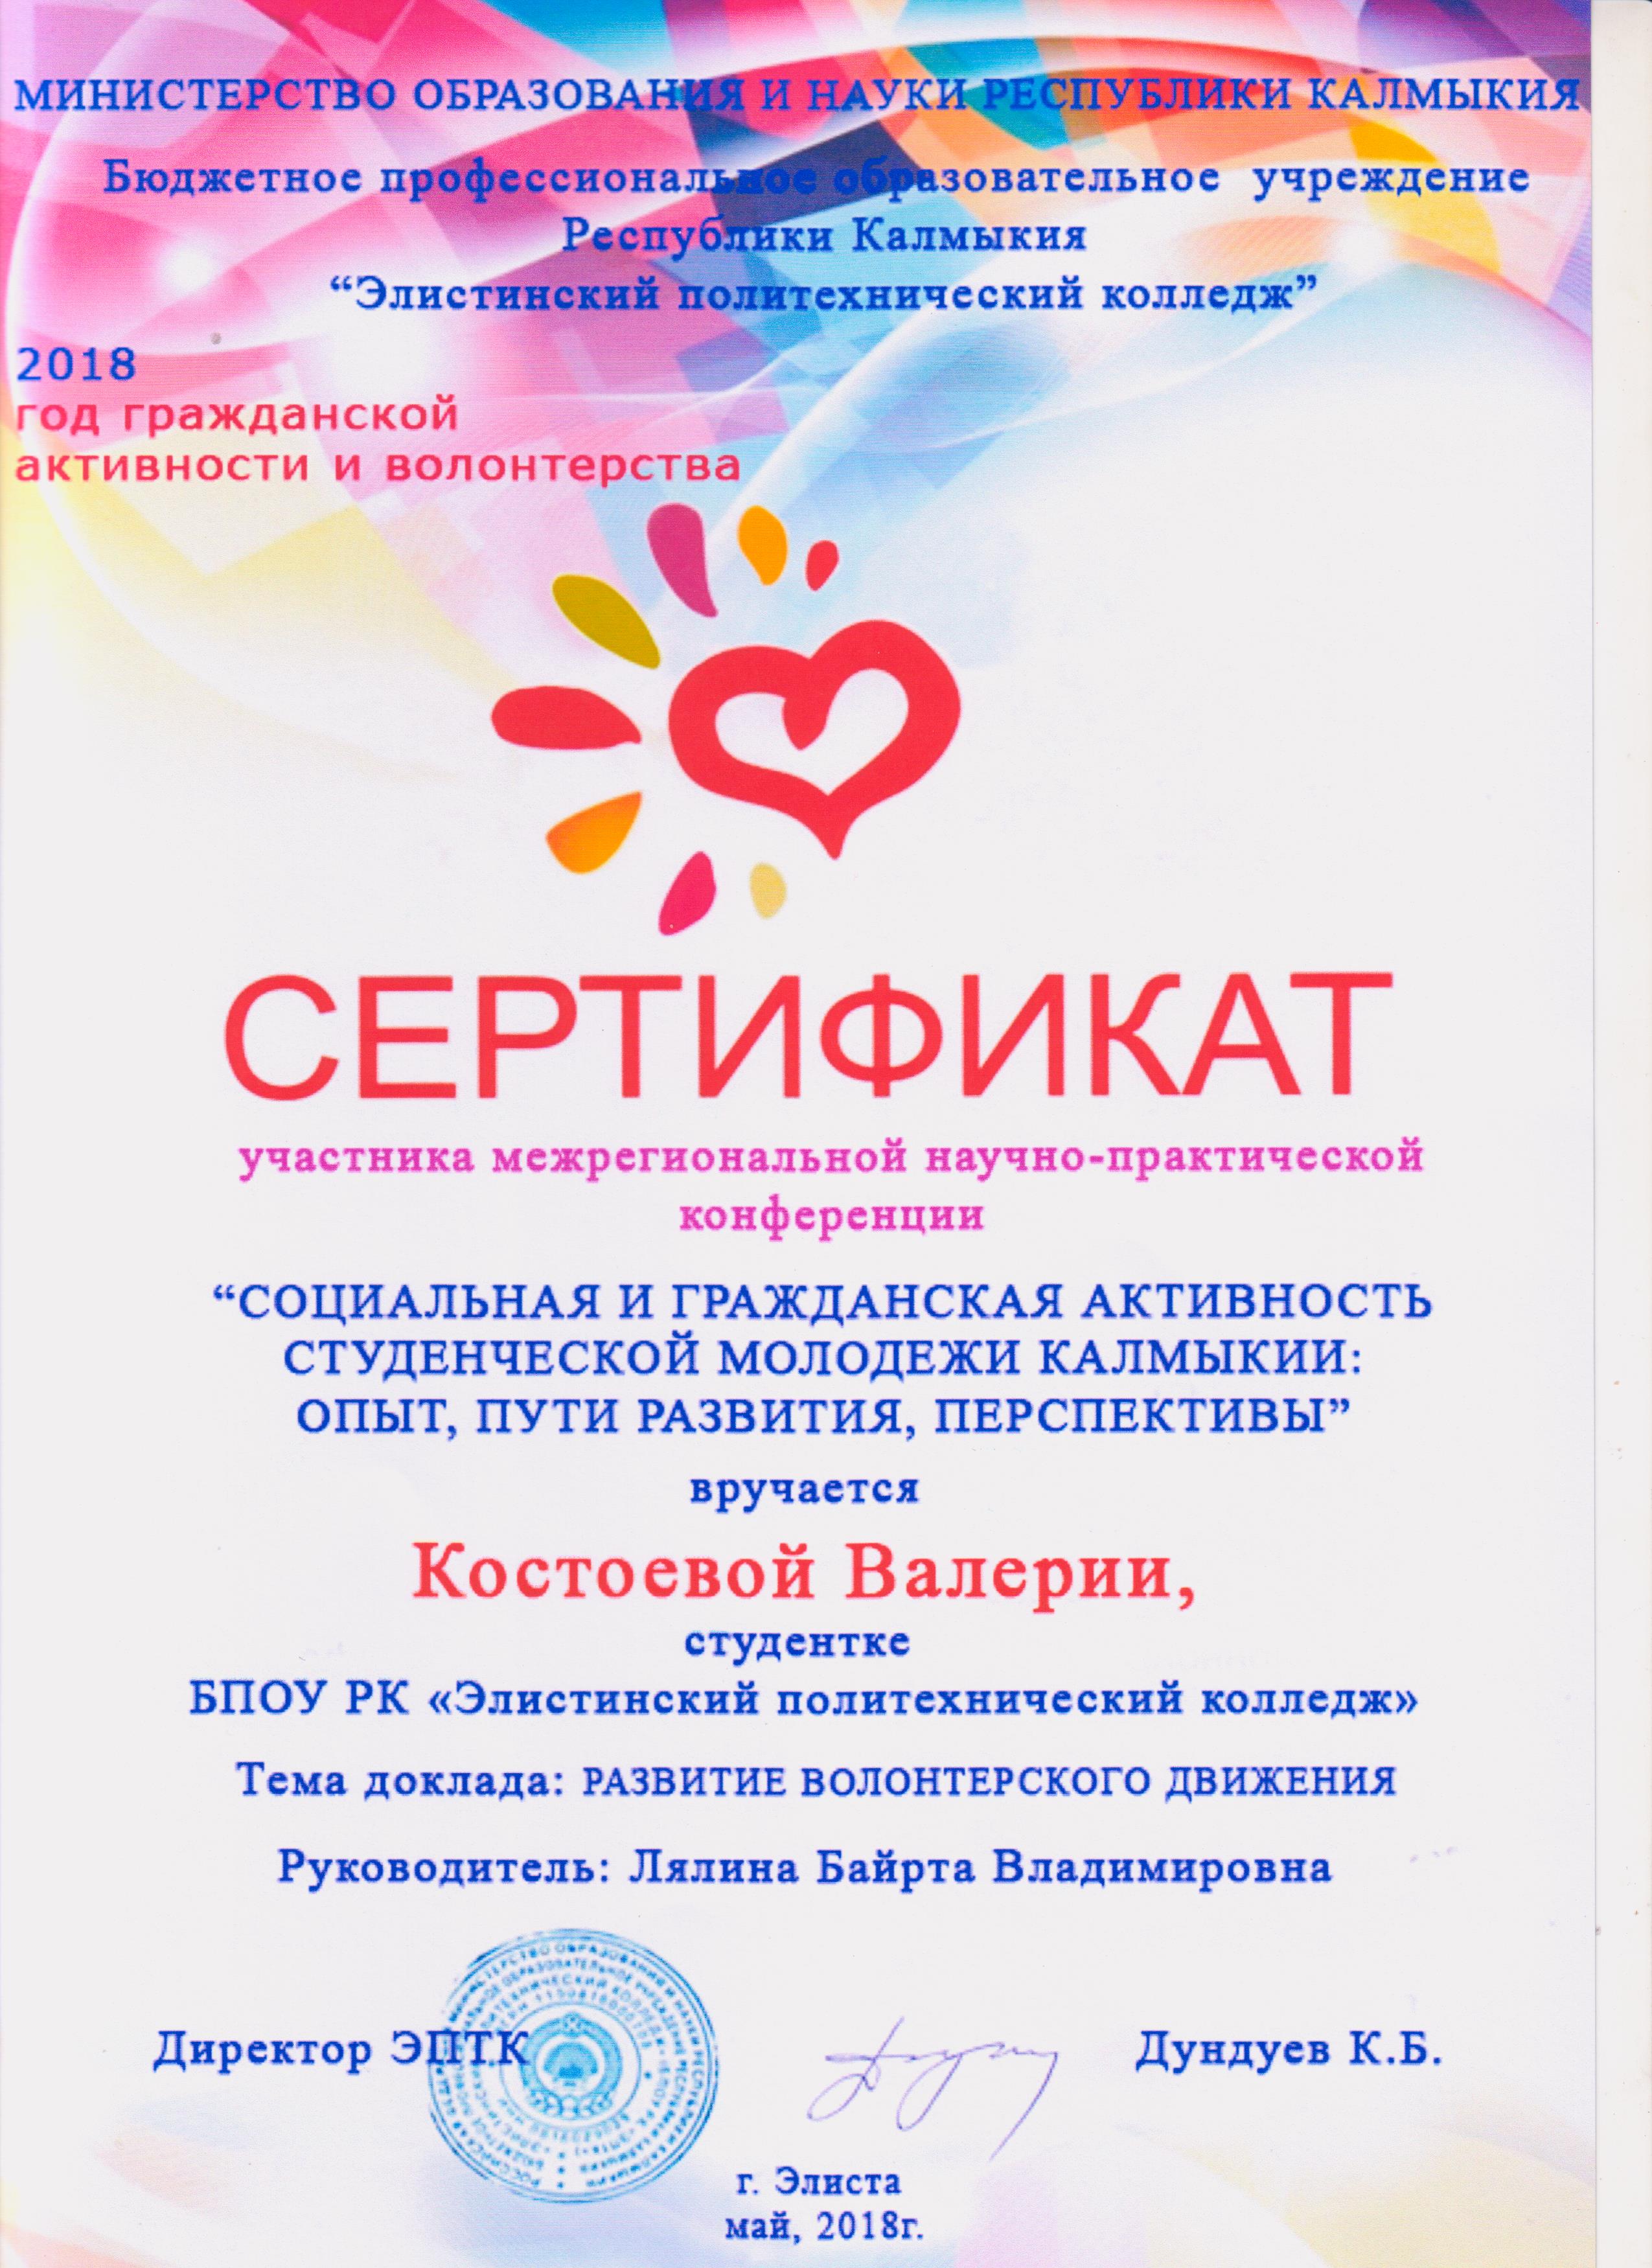 МИНИСТЕРСТВО ОБРАЗОВАНИЯ И НАУКИ РЕСПУБЛИКИ КАЛМЫКИЯ
Бюджетное профессиональное образовательное учреждение
Республики Калмыкия
“Элистинский политехнический колледж”
2018
год гражданской
активности и волонтерства
СЕРТИФИКАТ
участника межрегиональной научно-практической
конференции
“СОЦИАЛЬНАЯ И ГРАЖДАНСКАЯ АКТИВНОСТЬ
СТУДЕНЧЕСКОЙ МОЛОДЕЖИ КАЛМЫКИИ:
ОПЫТ, ПУТИ РАЗВИТИЯ, ПЕРСПЕКТИВЫ”
вручается
Костоевой Валерии,
студентке
БПОУ РК «Элистинский политехнический колледж»
Тема доклада: РАЗВИТИЕ ВОЛОНТЕРСКОГО ДВИЖЕНИЯ
Руководитель: Лялина Байрта Владимировна
Директор ЭПТК
Дундуев К.Б.
г. Элиста
май, 2018г.